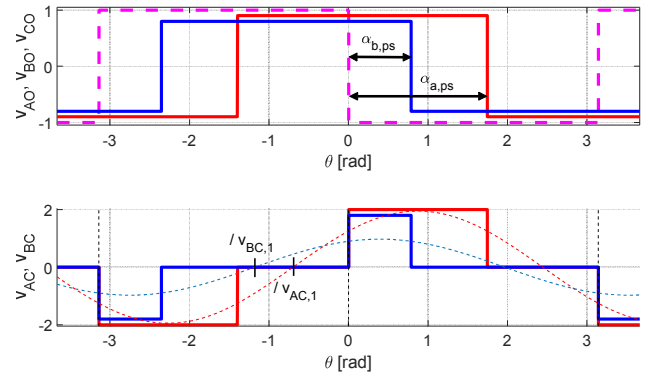 v_AO, v_BO, v_CO
1
0
-1
α_b,ps
α_a,ps
-3 -2 -1 0 1 2 3
θ [rad]
v_AC, v_BC
2
0
-2
/ v_BC,1
/ v_AC,1
-3 -2 -1 0 1 2 3
θ [rad]